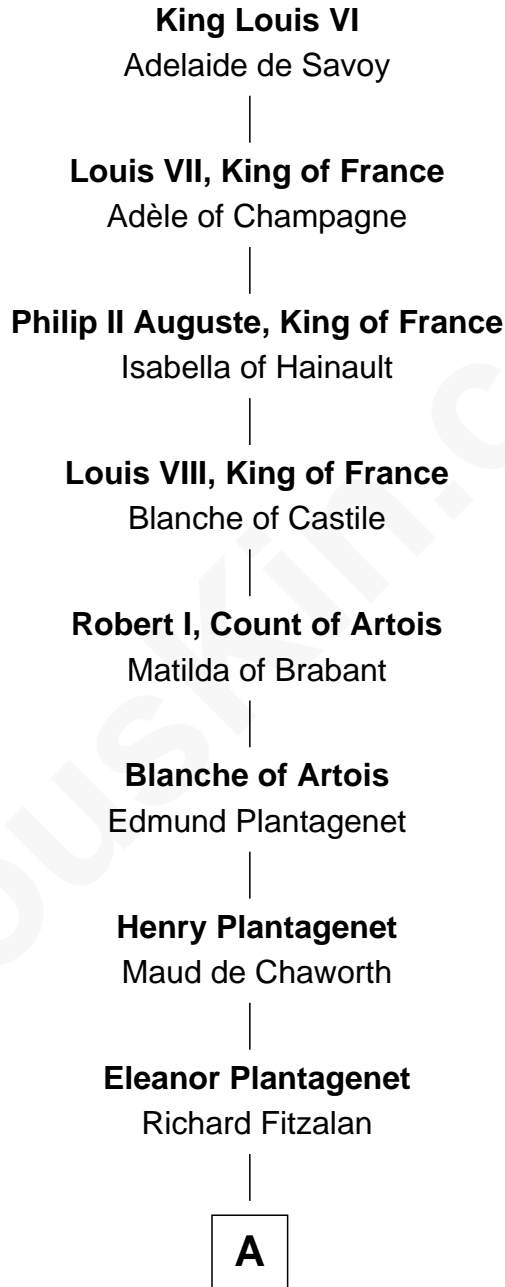 King Louis VI
Adelaide de Savoy
Louis VII, King of France
Adèle of Champagne
Philip II Auguste, King of France
Isabella of Hainault
Louis VIII, King of France
Blanche of Castile
Robert I, Count of Artois
Matilda of Brabant
Blanche of Artois
Edmund Plantagenet
Henry Plantagenet
Maud de Chaworth
Eleanor Plantagenet
Richard Fitzalan
A